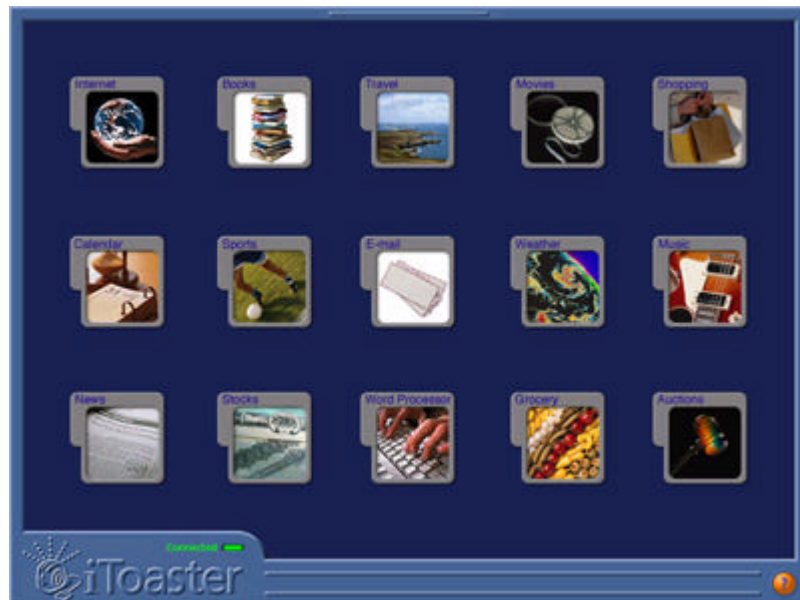 Internet
Books
Travel
Movies
Shopping
Calendar
Sports
E-mail
Weather
Music
News
Stocks
Word Processor
Grocery
Auctions
Connected
iToaster
?